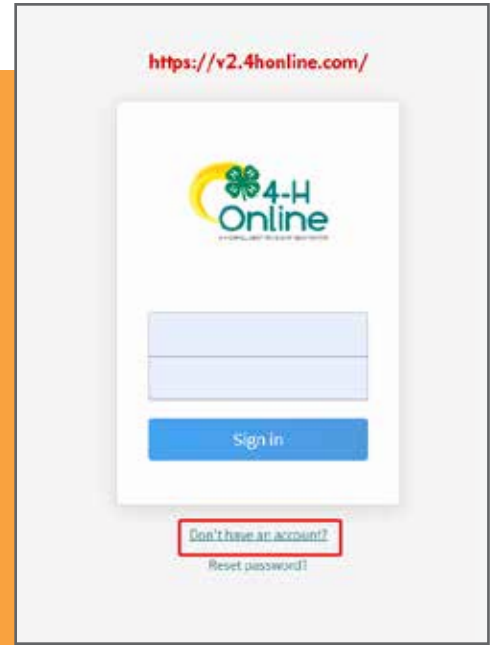 https://v2.4honline.com/
4-H
Online
Sign in
Don't have an account?
Reset password?